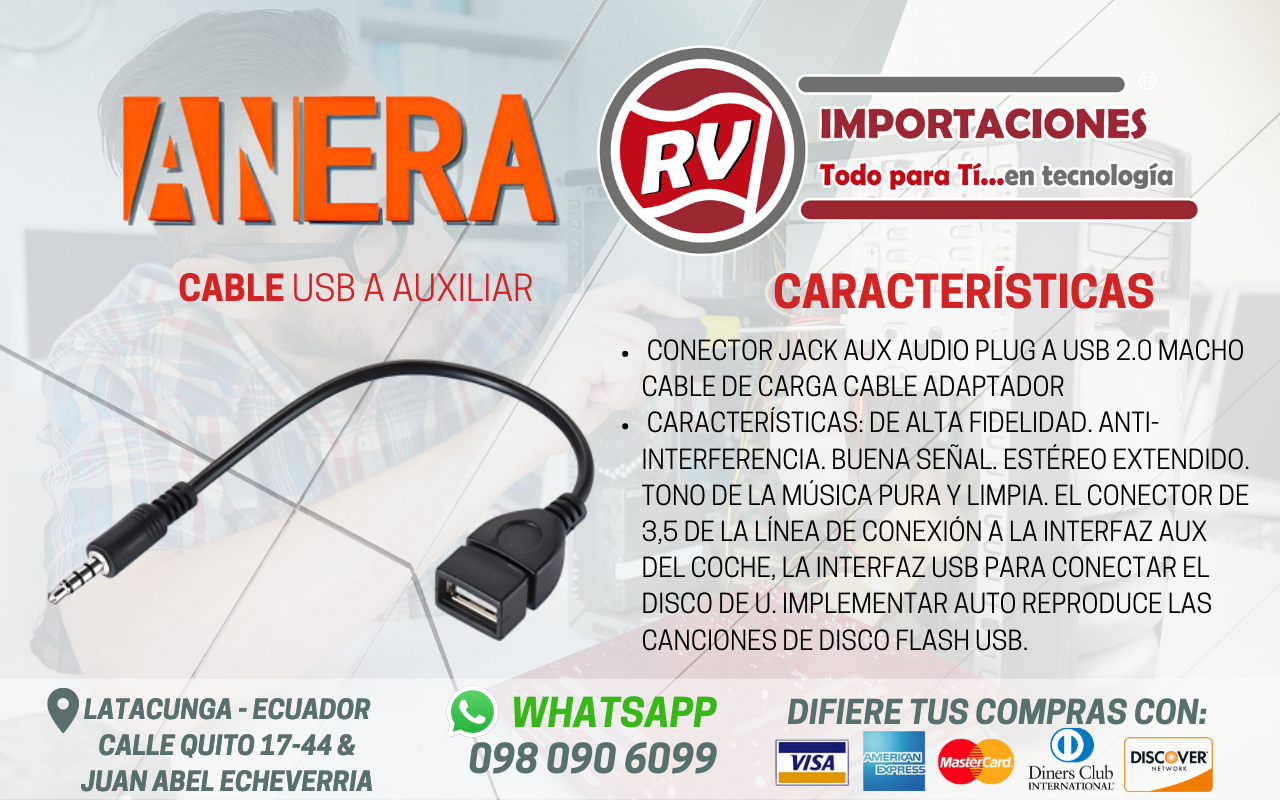 ANERA
RV
®
IMPORTACIONES
Todo para Tí...en tecnología
CABLE USB A AUXILIAR
CARACTERÍSTICAS
• CONECTOR JACK AUX AUDIO PLUG A USB 2.0 MACHO
CABLE DE CARGA CABLE ADAPTADOR
• CARACTERÍSTICAS: DE ALTA FIDELIDAD. ANTI-
INTERFERENCIA. BUENA SEÑAL. ESTÉREO EXTENDIDO.
TONO DE LA MÚSICA PURA Y LIMPIA. EL CONECTOR DE
3,5 DE LA LÍNEA DE CONEXIÓN A LA INTERFAZ AUX
DEL COCHE, LA INTERFAZ USB PARA CONECTAR EL
DISCO DE U. IMPLEMENTAR AUTO REPRODUCE LAS
CANCIONES DE DISCO FLASH USB.
LATACUNGA - ECUADOR
CALLE QUITO 17-44 &
JUAN ABEL ECHEVERRIA
WHATSAPP
098 090 6099
DIFIERE TUS COMPRAS CON:
VISA
AMERICAN
EXPRESS
MasterCard
Diners Club
INTERNATIONAL
DISCOVER
NETWORK